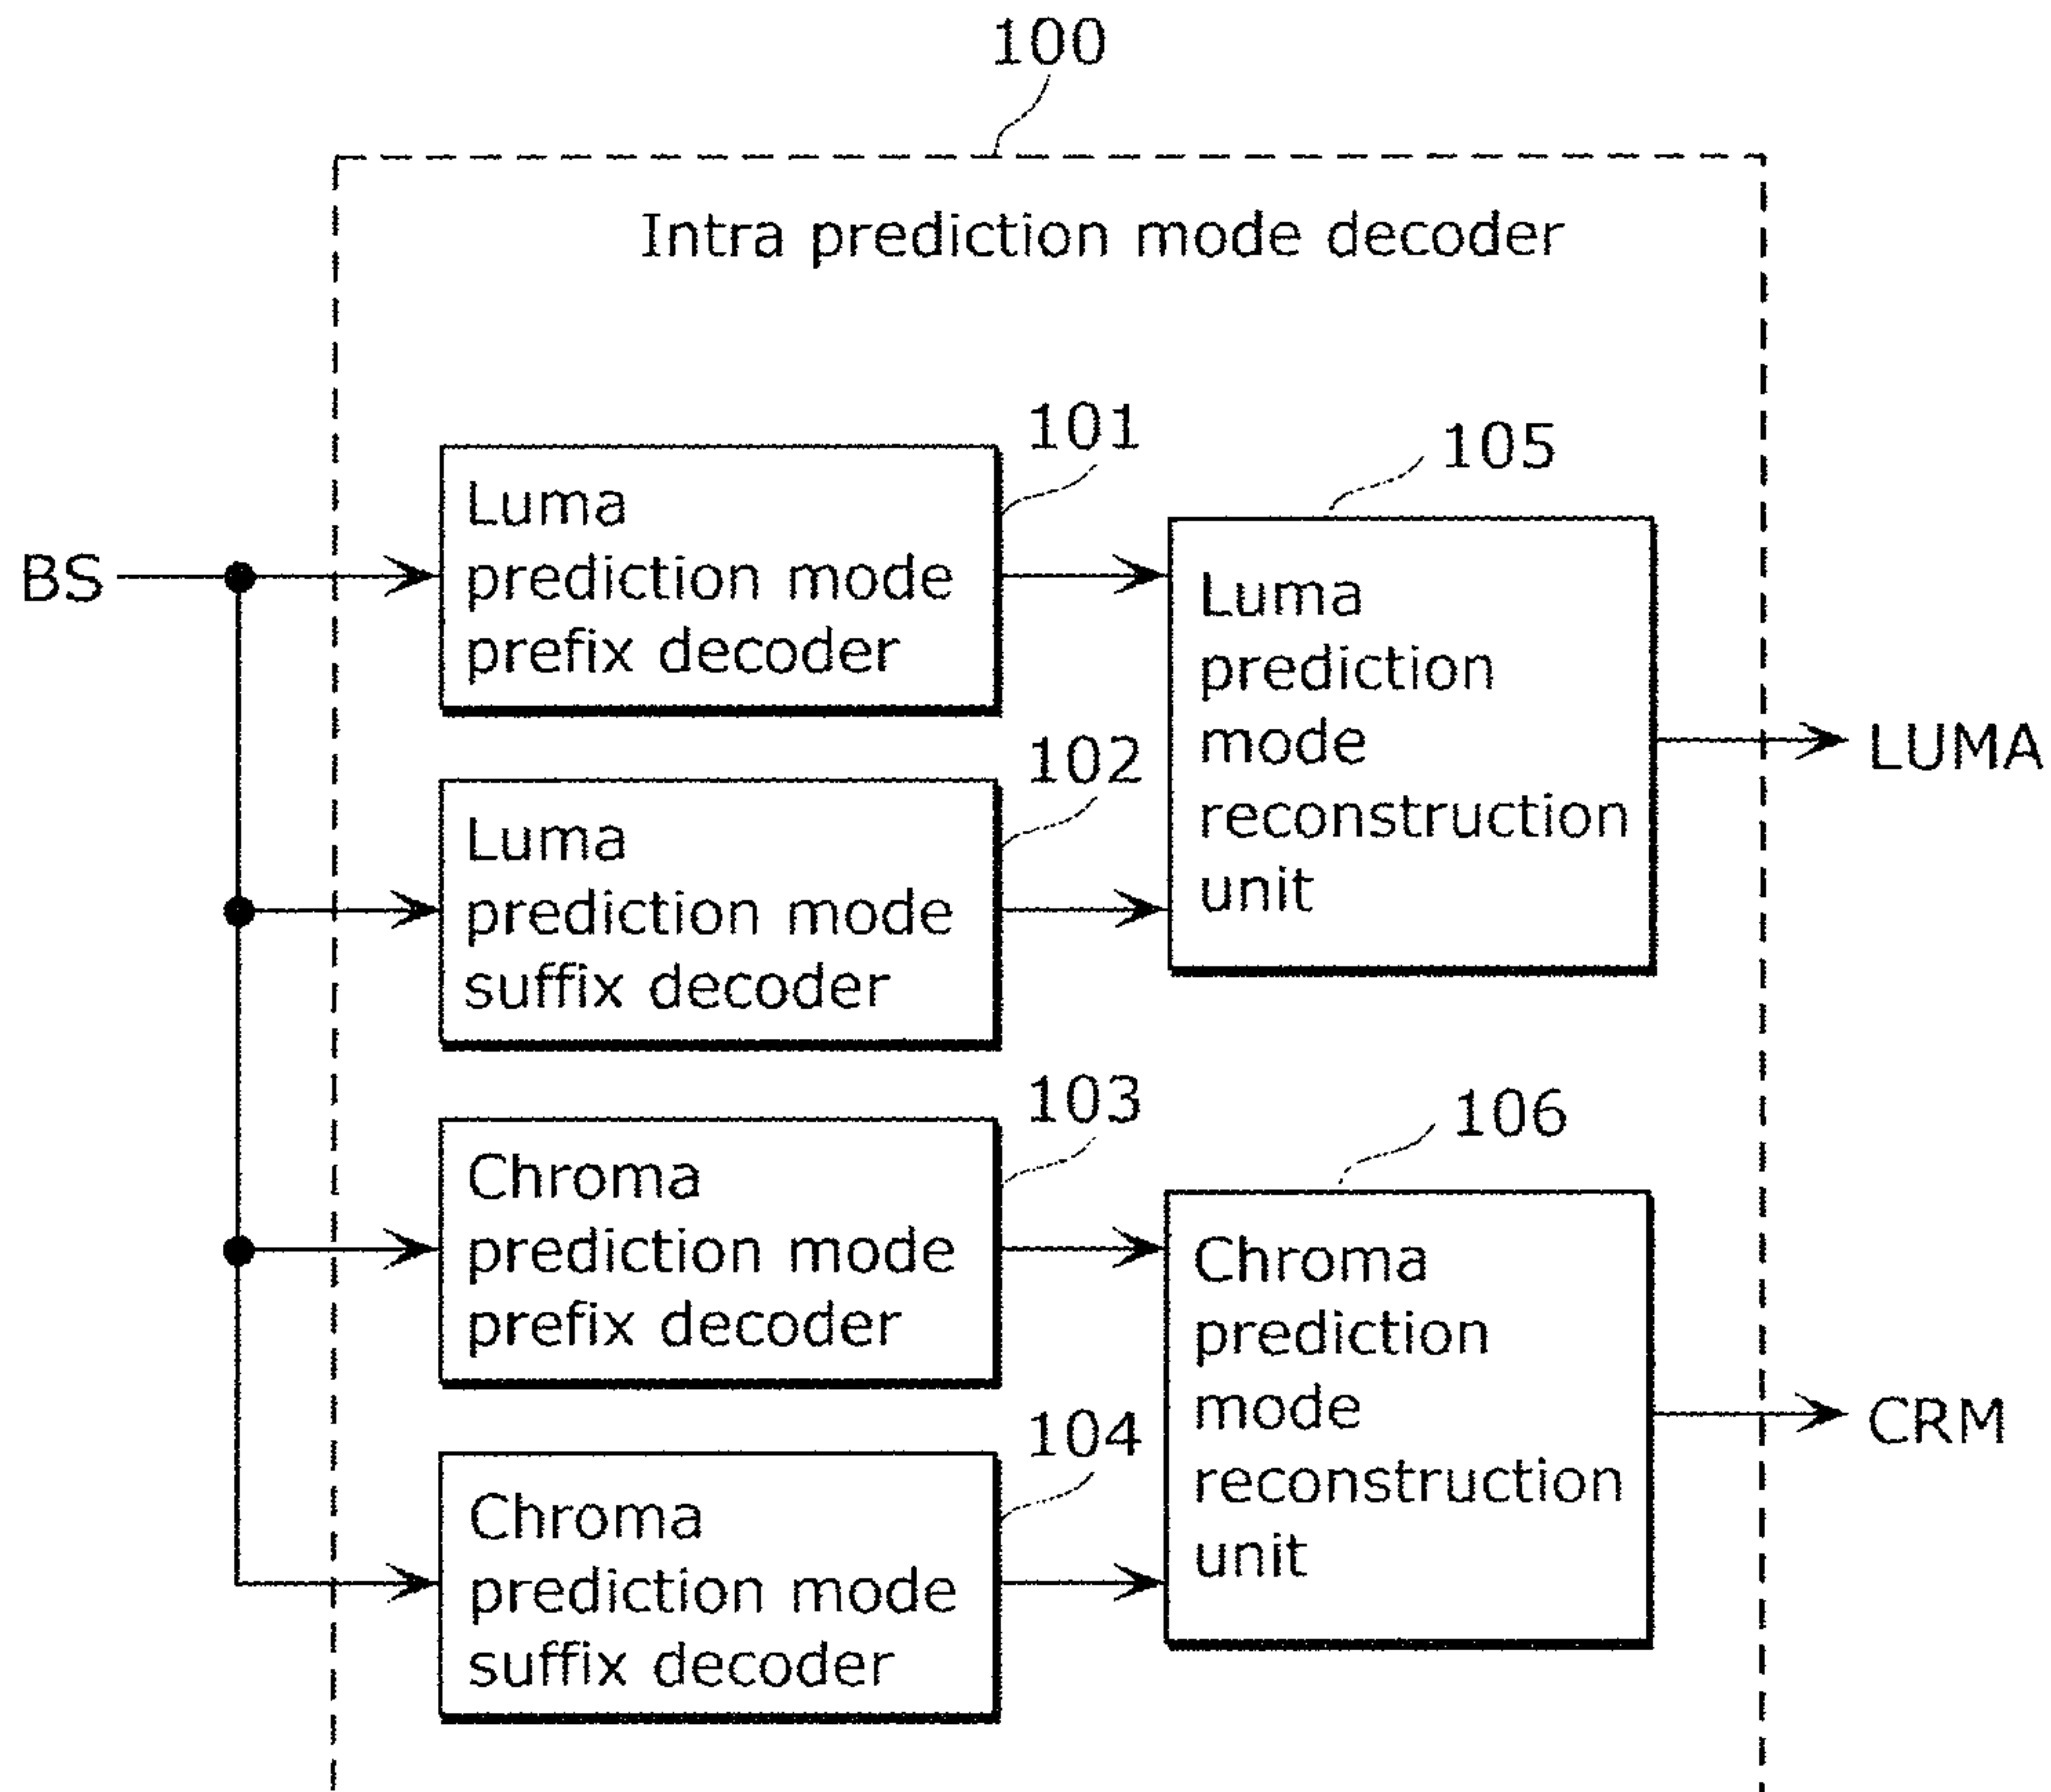 100
Intra prediction mode decoder
101
105
Luma
prediction mode
prefix decoder
BS
Luma
prediction
mode
reconstruction
unit
LUMA
102
Luma
prediction mode
suffix decoder
103
106
Chroma
prediction mode
prefix decoder
Chroma
prediction
mode
reconstruction
unit
CRM
104
Chroma
prediction mode
suffix decoder